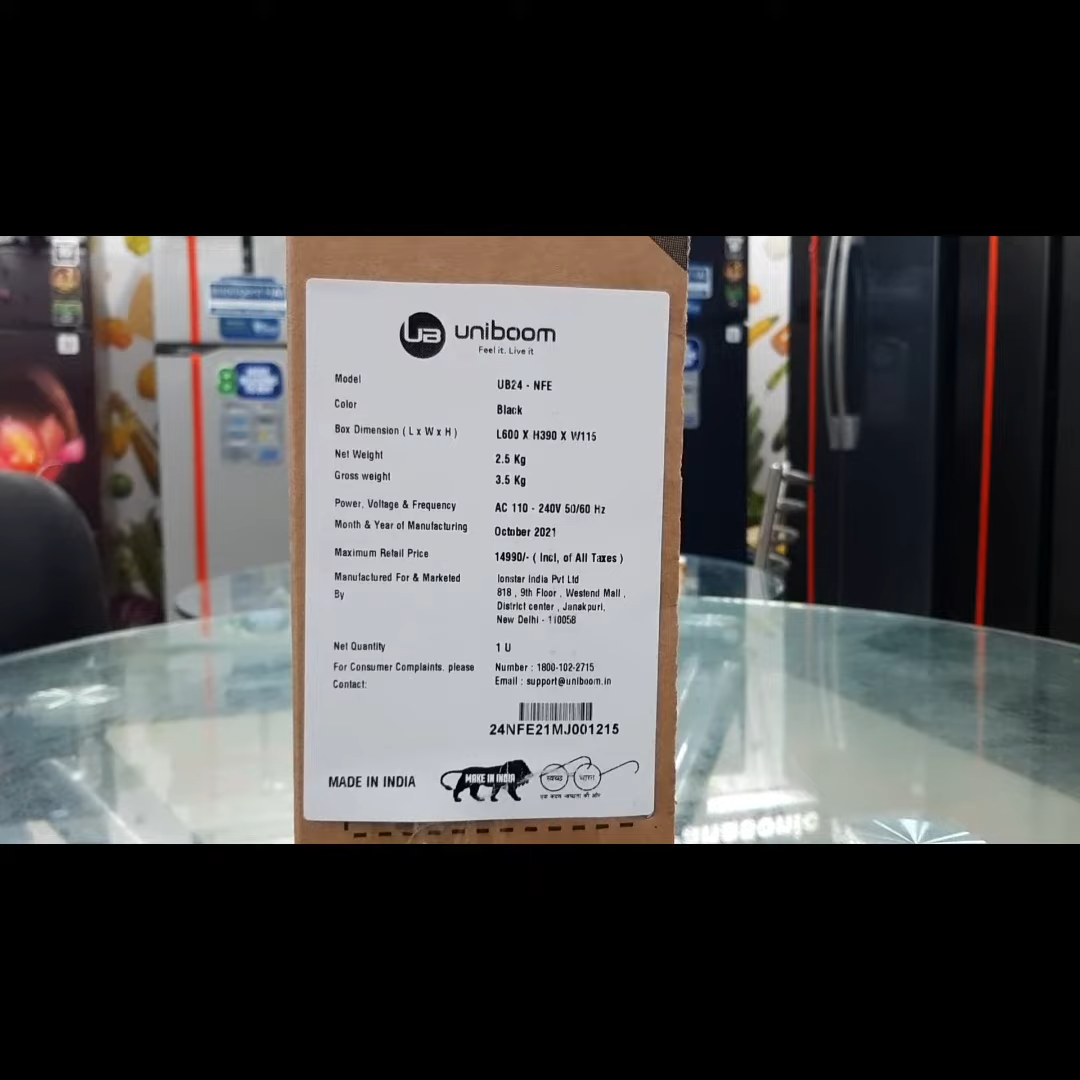 UB uniboom
Feel it. Live it
Model UB24 - NFE
Color Black
Box Dimension ( L x W x H ) L600 X H390 X W115
Net Weight 2.5 Kg
Gross weight 3.5 Kg
Power, Voltage & Frequency AC 110 - 240V 50/60 Hz
Month & Year of Manufacturing October 2021
Maximum Retail Price 14990/- ( Incl, of All Taxes )
Manufactured For & Marketed By Ionstar India Pvt Ltd
818 , 9th Floor , Westend Mall ,
District center , Janakpuri,
New Delhi - 110058
Net Quantity 1 U
For Consumer Complaints. please Number : 1800-102-2715
Contact: Email : support@uniboom.in
24NFE21MJ001215
MADE IN INDIA
MAKE IN INDIA
स्वच्छ भारत
एक कदम स्वच्छता की ओर